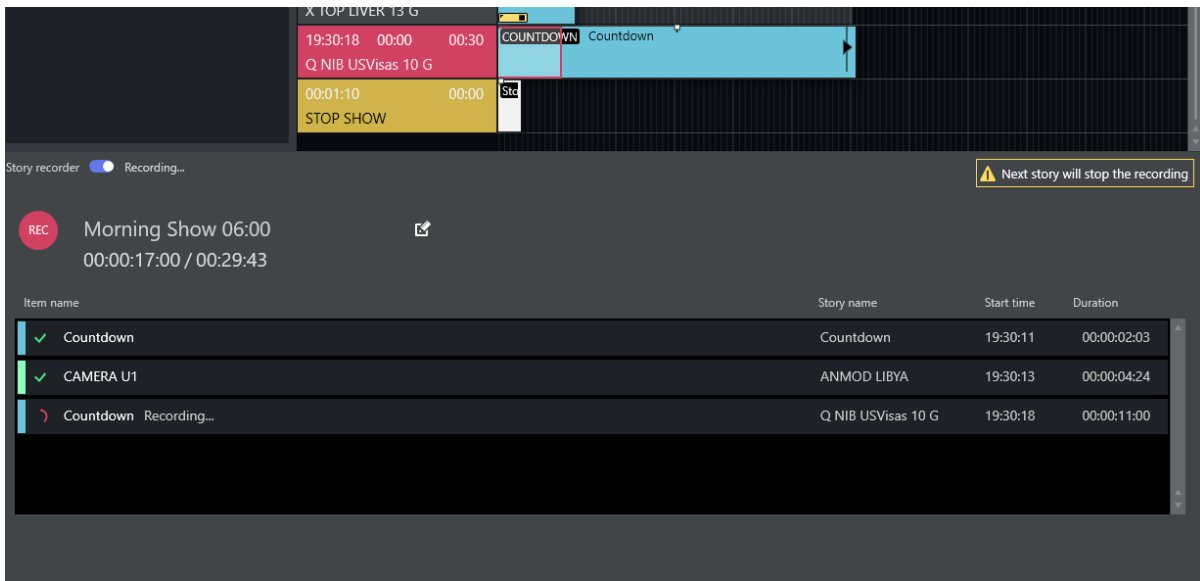 X TOP LIVER 13 G
19:30:18 00:00 00:30
Q NIB USVisas 10 G
COUNTDOWN Countdown
00:01:10 00:00
STOP SHOW
Sto
Story recorder Recording...
Next story will stop the recording
REC
Morning Show 06:00
00:00:17:00 / 00:29:43
Item name Story name Start time Duration
Countdown Countdown 19:30:11 00:00:02:03
CAMERA U1 ANMOD LIBYA 19:30:13 00:00:04:24
Countdown Recording... Q NIB USVisas 10 G 19:30:18 00:00:11:00